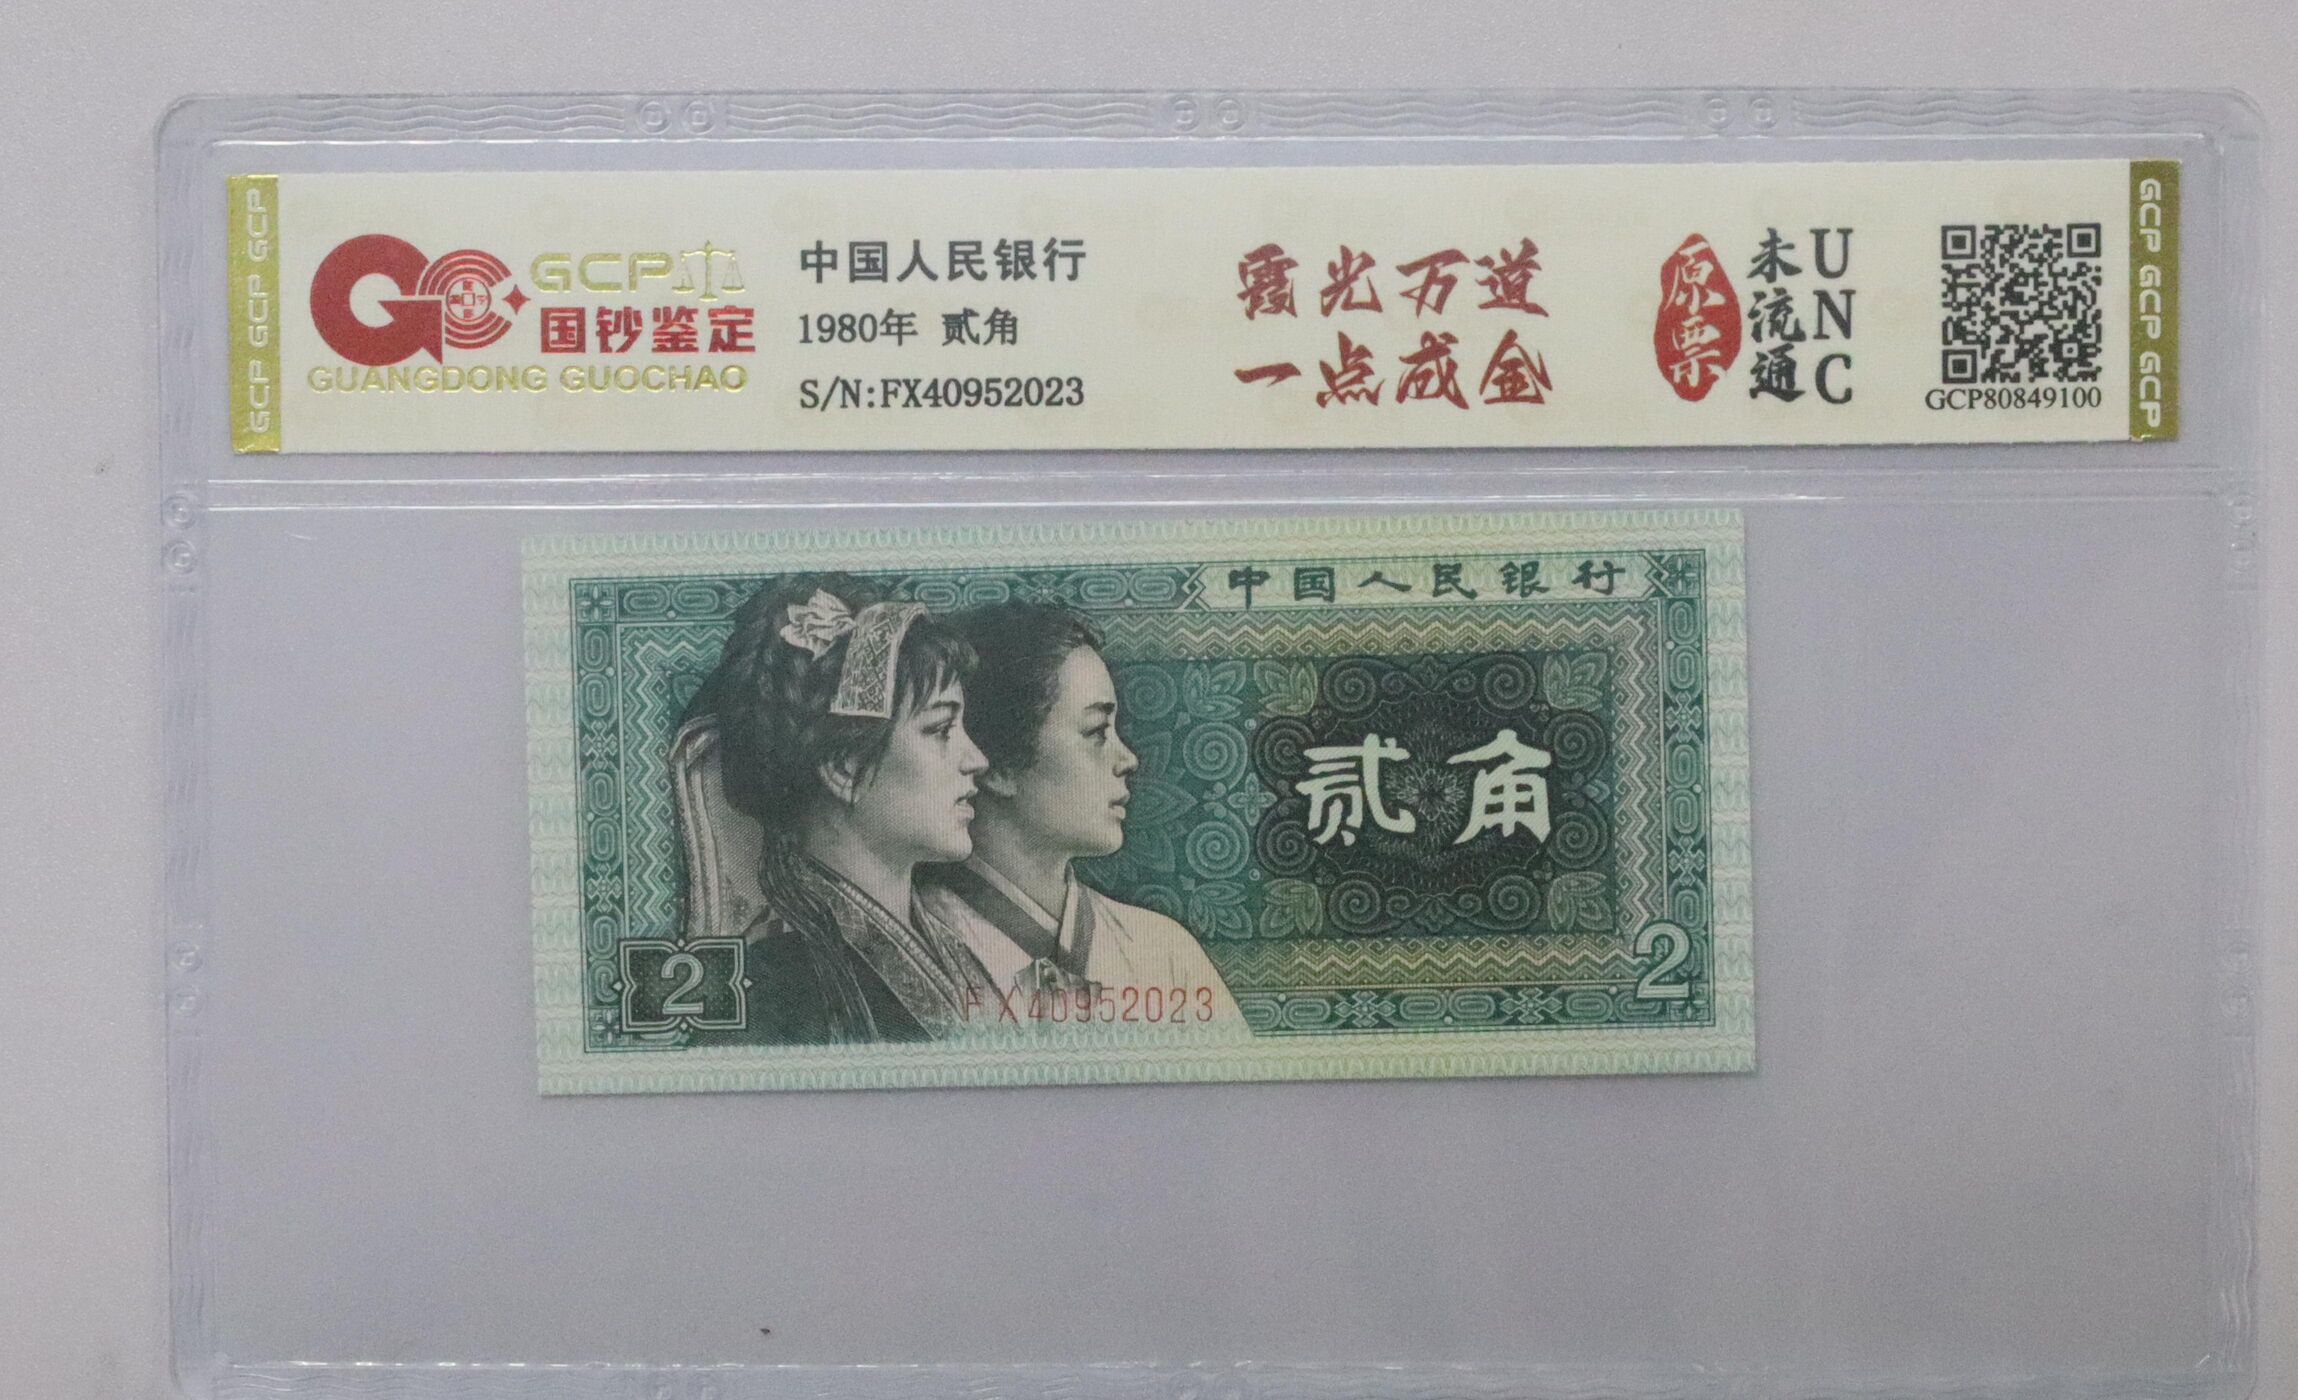 GCP GCP GCP
GCP
国钞鉴定
GUANGDONG GUOCHAO
中国人民银行
1980年 贰角
S/N:FX40952023
霞光万道
一点成金
原票
未流通
UNC
GCP80849100
GCP GCP GCP
中国人民银行
贰角
2
2
FX40952023